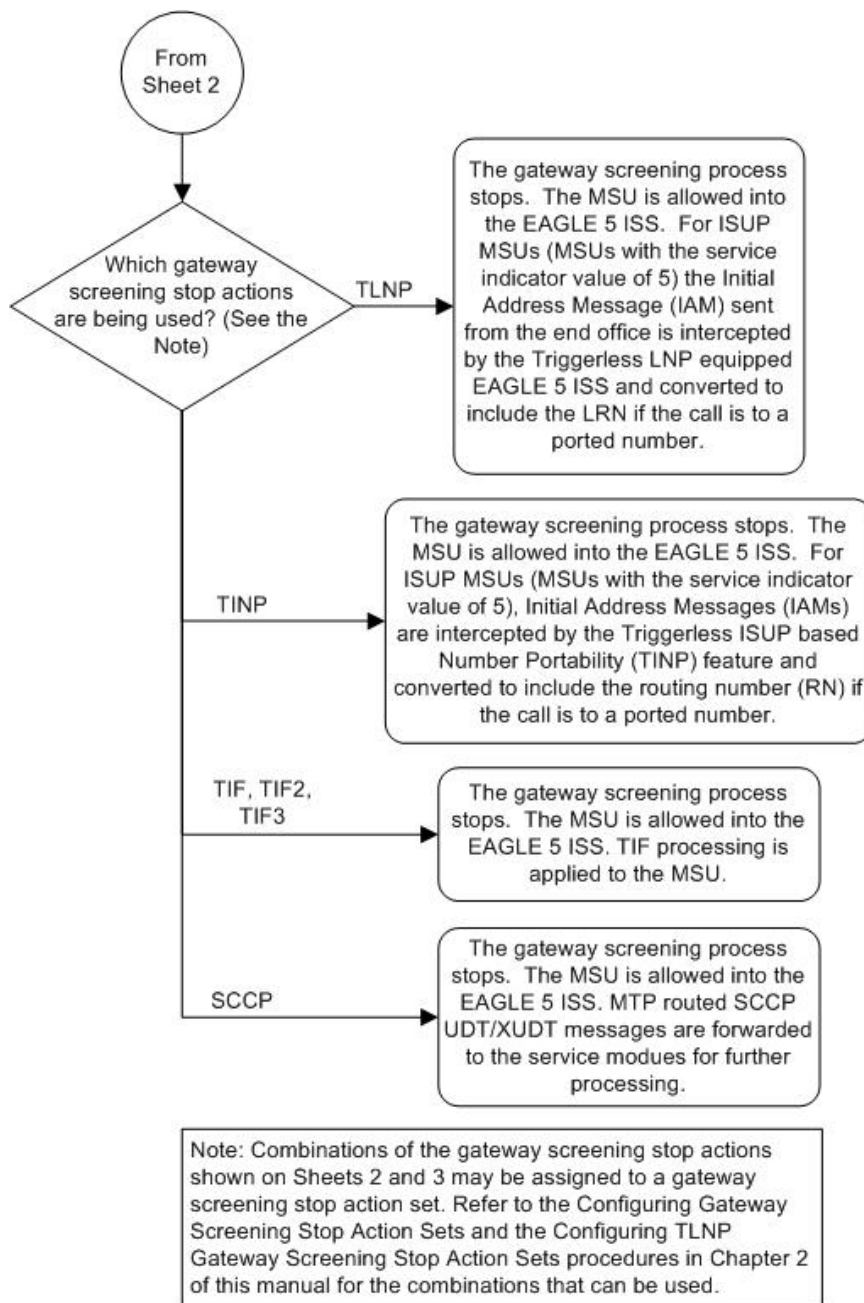 From
Sheet 2
Which gateway
screening stop actions
are being used? (See the
Note)
TLNP
The gateway screening process
stops.  The MSU is allowed into
the EAGLE 5 ISS.  For ISUP
MSUs (MSUs with the service
indicator value of 5) the Initial
Address Message (IAM) sent
from the end office is intercepted
by the Triggerless LNP equipped
EAGLE 5 ISS and converted to
include the LRN if the call is to a
ported number.
TINP
The gateway screening process stops.  The
MSU is allowed into the EAGLE 5 ISS.  For
ISUP MSUs (MSUs with the service indicator
value of 5), Initial Address Messages (IAMs)
are intercepted by the Triggerless ISUP based
Number Portability (TINP) feature and
converted to include the routing number (RN) if
the call is to a ported number.
TIF, TIF2,
TIF3
The gateway screening process
stops.  The MSU is allowed into the
EAGLE 5 ISS. TIF processing is
applied to the MSU.
SCCP
The gateway screening process
stops.  The MSU is allowed into the
EAGLE 5 ISS. MTP routed SCCP
UDT/XUDT messages are forwarded
to the service modues for further
processing.
Note: Combinations of the gateway screening stop actions
shown on Sheets 2 and 3 may be assigned to a gateway
screening stop action set. Refer to the Configuring Gateway
Screening Stop Action Sets and the Configuring TLNP
Gateway Screening Stop Action Sets procedures in Chapter 2
of this manual for the combinations that can be used.